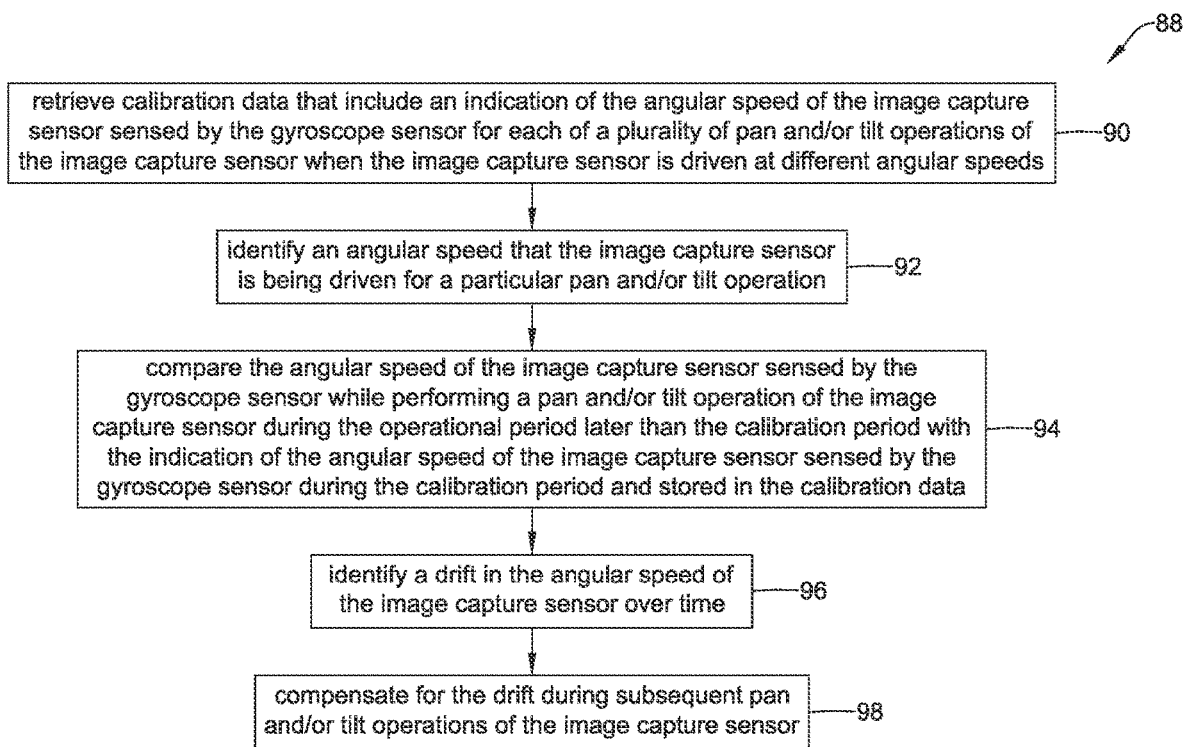 88
retrieve calibration data that include an indication of the angular speed of the image capture
sensor sensed by the gyroscope sensor for each of a plurality of pan and/or tilt operations of
the image capture sensor when the image capture sensor is driven at different angular speeds
90
identify an angular speed that the image capture sensor
is being driven for a particular pan and/or tilt operation
92
compare the angular speed of the image capture sensor sensed by the
gyroscope sensor while performing a pan and/or tilt operation of the image
capture sensor during the operational period later than the calibration period with
the indication of the angular speed of the image capture sensor sensed by the
gyroscope sensor during the calibration period and stored in the calibration data
94
identify a drift in the angular speed of
the image capture sensor over time
96
compensate for the drift during subsequent pan
and/or tilt operations of the image capture sensor
98